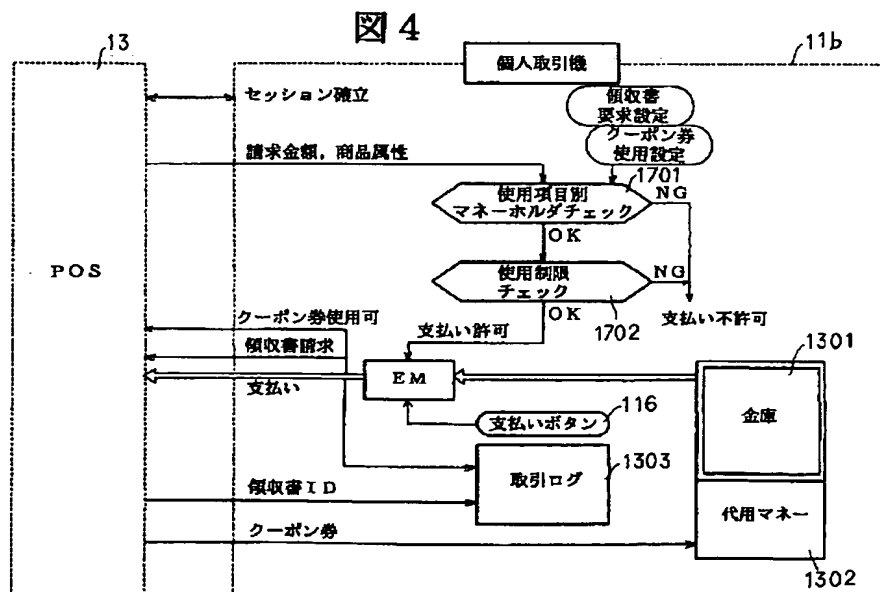 図4
13
個人取引機
11b
セッション確立
領収書
要求設定
クーポン券
使用設定
請求金額,商品属性
1701
使用項目別
マネーホルダチェック
NG
OK
POS
使用制限
チェック
NG
1702
OK
支払い不許可
クーポン券使用可
支払い許可
領収書請求
1301
支払い
EM
金庫
支払いボタン
116
取引ログ
1303
領収書ID
代用マネー
クーポン券
1302